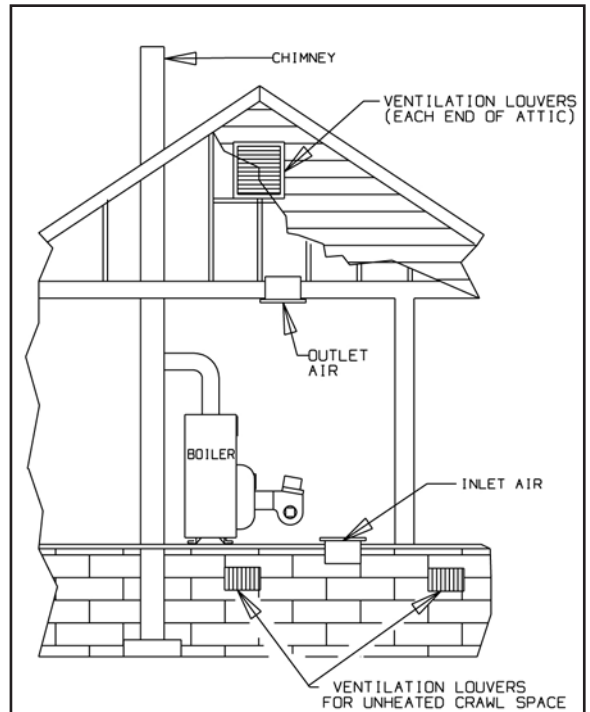 CHIMNEY
VENTILATION LOUVERS
(EACH END OF ATTIC)
OUTLET
AIR
BOILER
INLET AIR
VENTILATION LOUVERS
FOR UNHEATED CRAWL SPACE